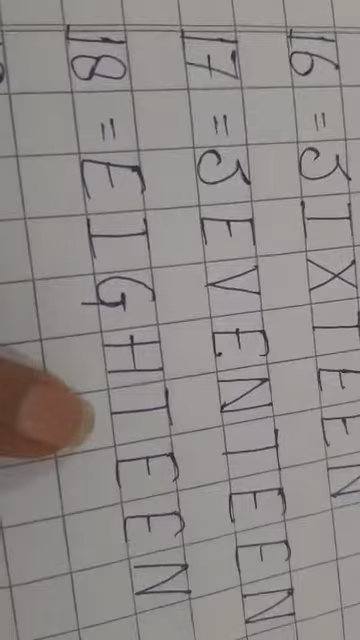 16 = SIXTEEN
17 = SEVENTEEN
18 = EIGHTEEN